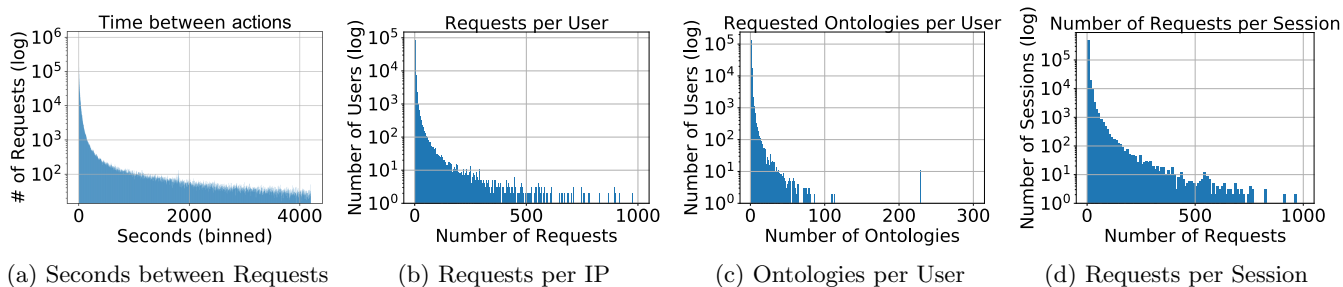 Time between actions
# of Requests (log)
10^6
10^5
10^4
10^3
10^2
0
2000
4000
Seconds (binned)
(a) Seconds between Requests
Requests per User
Number of Users (log)
10^5
10^4
10^3
10^2
10^1
10^0
0
500
1000
Number of Requests
(b) Requests per IP
Requested Ontologies per User
Number of Users (log)
10^5
10^4
10^3
10^2
10^1
10^0
0
100
200
300
Number of Ontologies
(c) Ontologies per User
Number of Requests per Session
Number of Sessions (log)
10^5
10^4
10^3
10^2
10^1
10^0
0
500
1000
Number of Requests
(d) Requests per Session